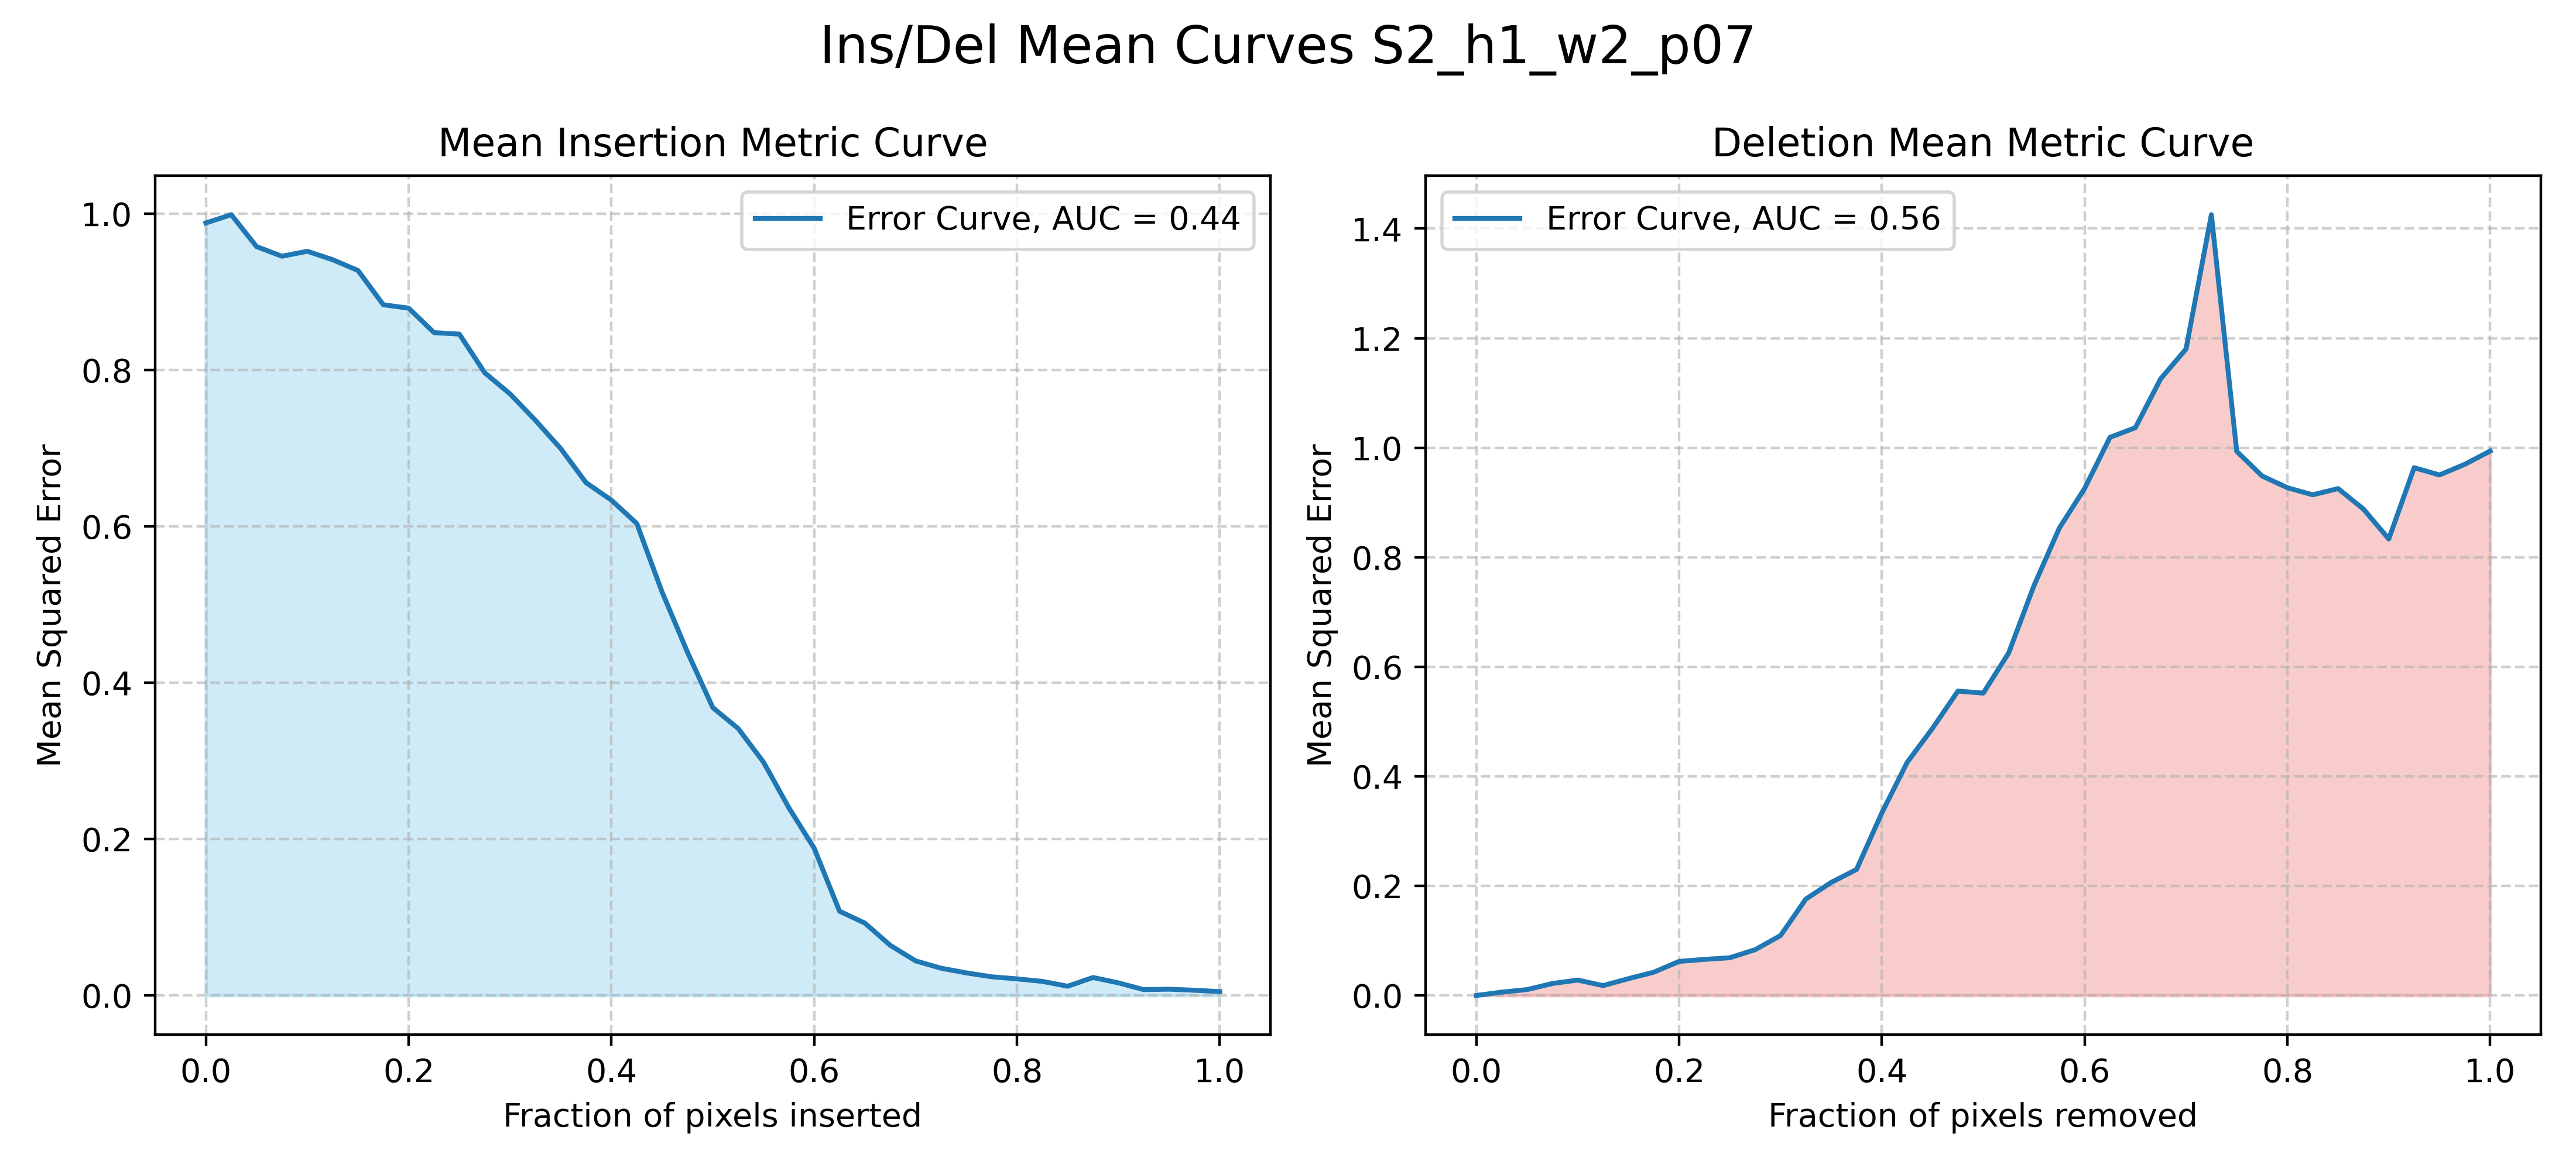 Ins/Del Mean Curves S2_h1_w2_p07
Mean Insertion Metric Curve
Error Curve, AUC = 0.44
Mean Squared Error
1.0
0.8
0.6
0.4
0.2
0.0
0.0 0.2 0.4 0.6 0.8 1.0
Fraction of pixels inserted
Deletion Mean Metric Curve
Error Curve, AUC = 0.56
Mean Squared Error
1.4
1.2
1.0
0.8
0.6
0.4
0.2
0.0
0.0 0.2 0.4 0.6 0.8 1.0
Fraction of pixels removed